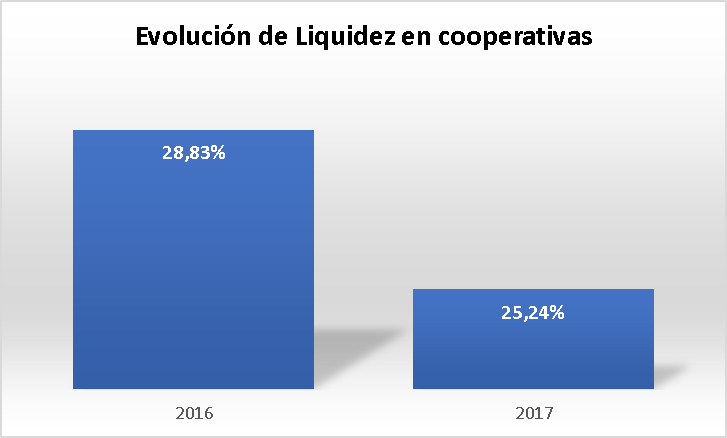 Evolución de Liquidez en cooperativas
28,83%
25,24%
2016
2017